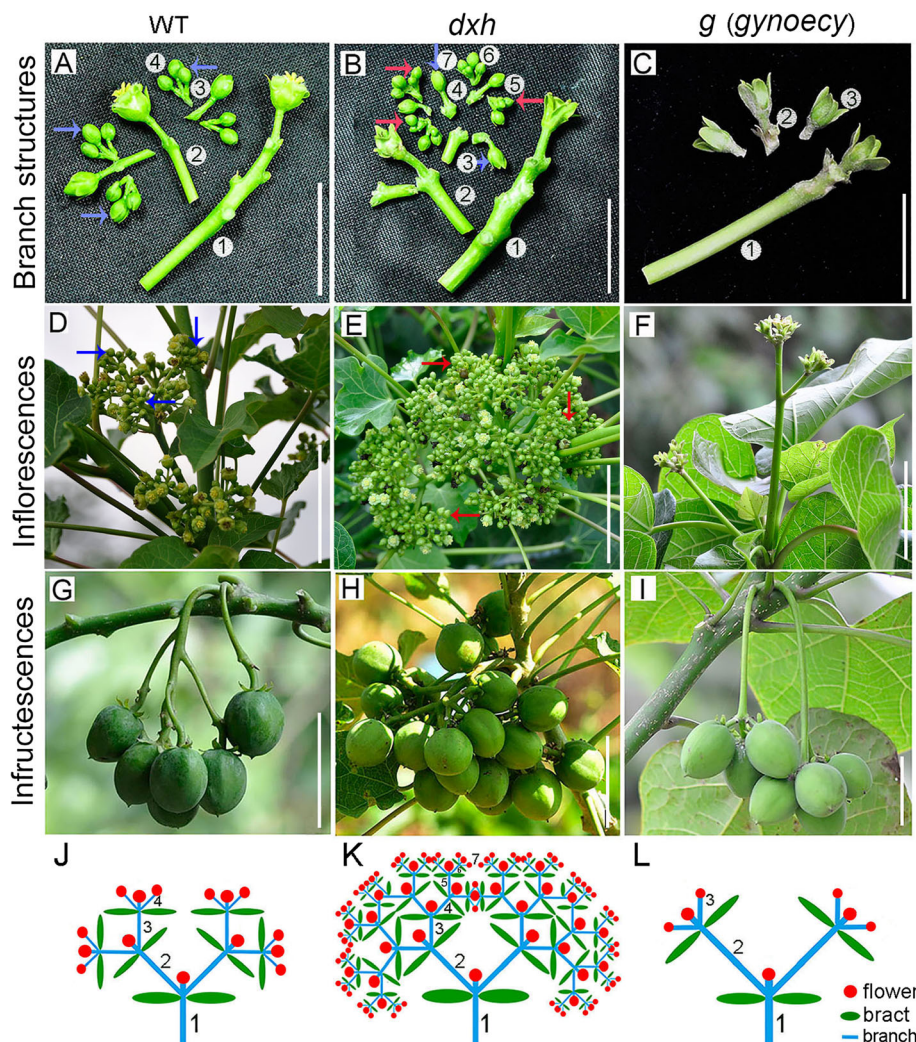 WT dxh g (gynoecy)
Branch structures
A 4 3 2 1
B 7 6 4 5 3 2 1
C 3 2 1
Inflorescences
D E F
Infructescences
G H I
J 4 3 2 1
K 7 6 5 4 3 2 1
L 3 2 1
flower
bract
branch